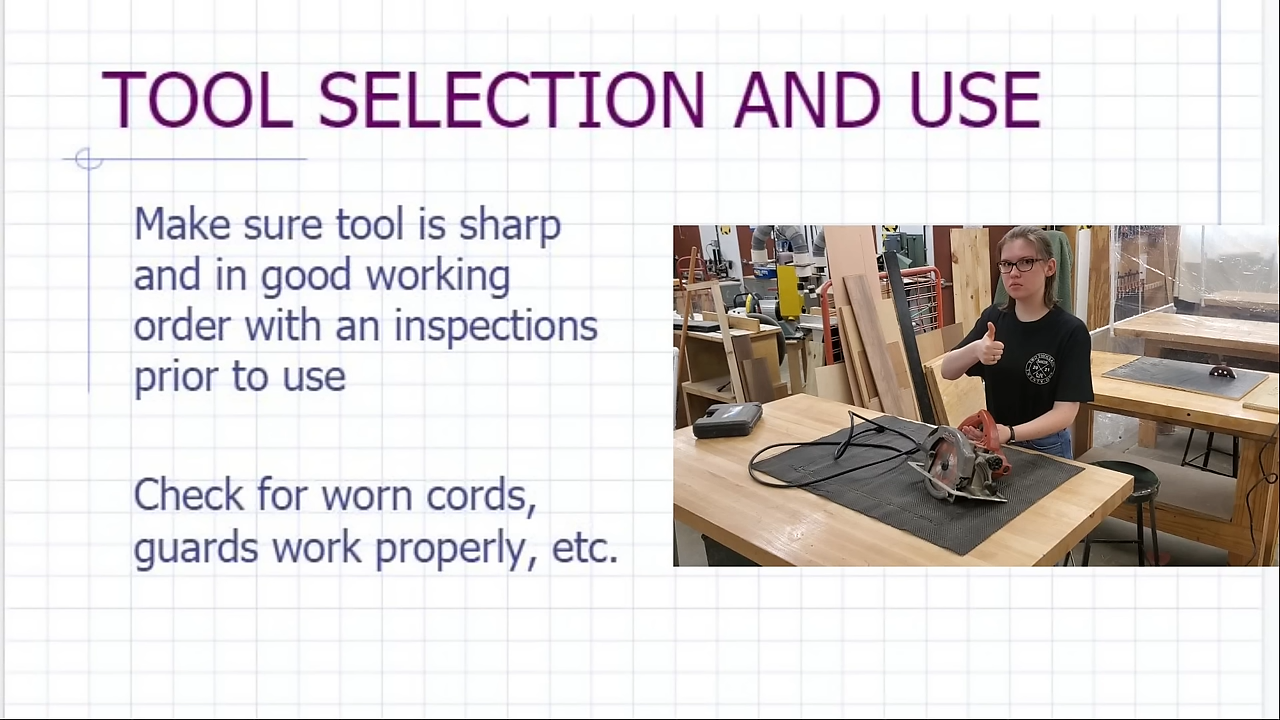 TOOL SELECTION AND USE
Make sure tool is sharp
and in good working
order with an inspections
prior to use
Check for worn cords,
guards work properly, etc.